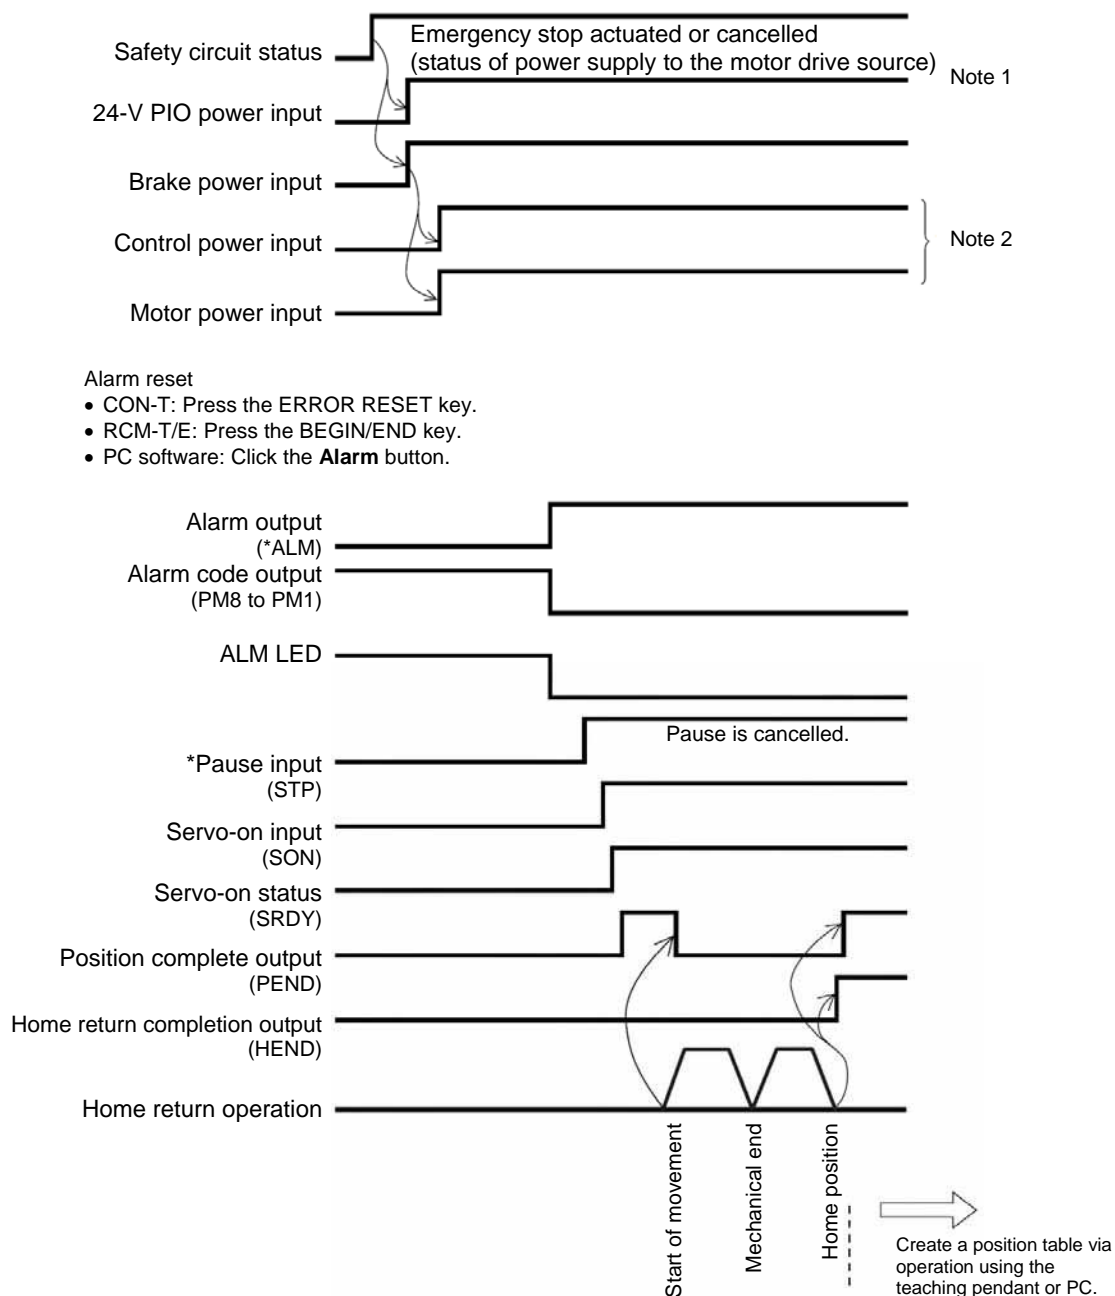 Safety circuit status
Emergency stop actuated or cancelled
(status of power supply to the motor drive source)
Note 1
24-V PIO power input
Brake power input
Control power input
Note 2
Motor power input
Alarm reset
• CON-T: Press the ERROR RESET key.
• RCM-T/E: Press the BEGIN/END key.
• PC software: Click the Alarm button.
Alarm output
(*ALM)
Alarm code output
(PM8 to PM1)
ALM LED
Pause is cancelled.
*Pause input
(STP)
Servo-on input
(SON)
Servo-on status
(SRDY)
Position complete output
(PEND)
Home return completion output
(HEND)
Home return operation
Start of movement
Mechanical end
Home position
Create a position table via
operation using the
teaching pendant or PC.